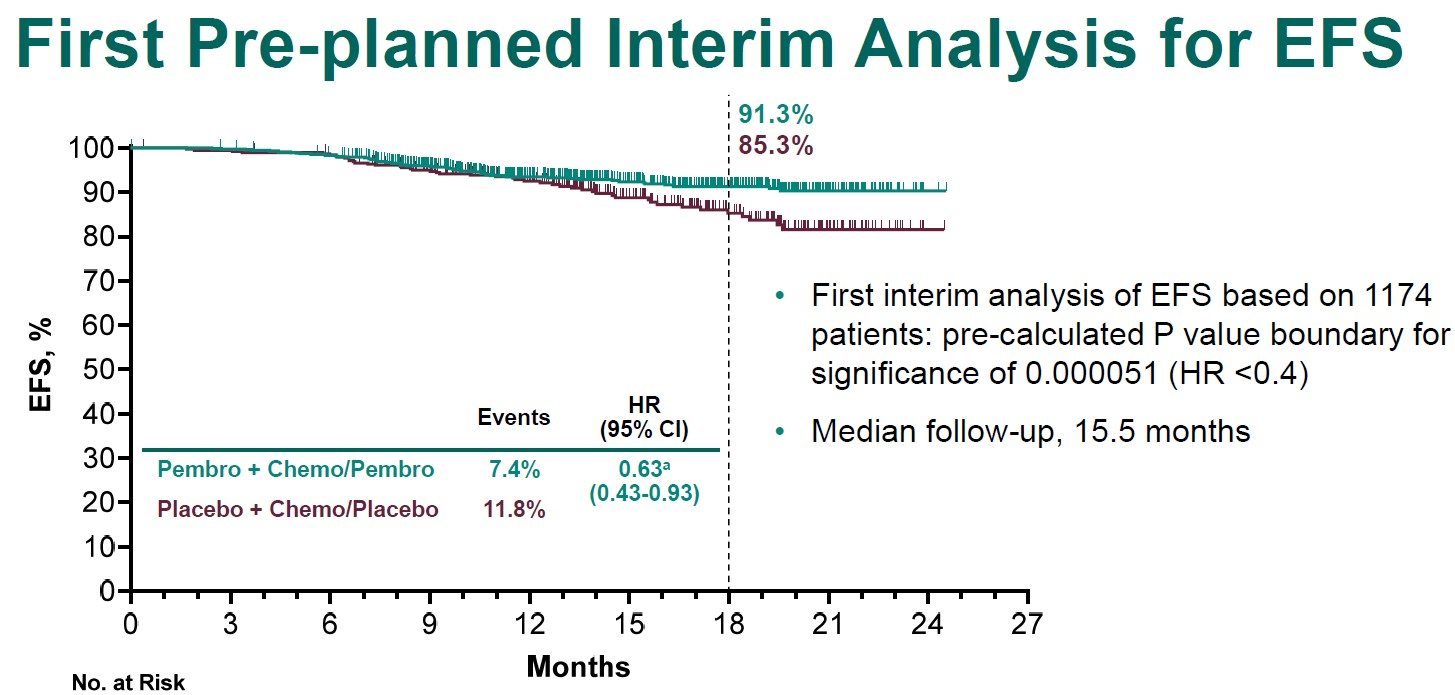 First Pre-planned Interim Analysis for EFS
91.3%
85.3%
100
90
80
70
60
50
40
30
20
10
0
EFS, %
Events
HR
(95% CI)
Pembro + Chemo/Pembro 7.4% 0.63ᵃ
(0.43-0.93)
Placebo + Chemo/Placebo 11.8%
• First interim analysis of EFS based on 1174
patients: pre-calculated P value boundary for
significance of 0.000051 (HR <0.4)
• Median follow-up, 15.5 months
0 3 6 9 12 15 18 21 24 27
Months
No. at Risk